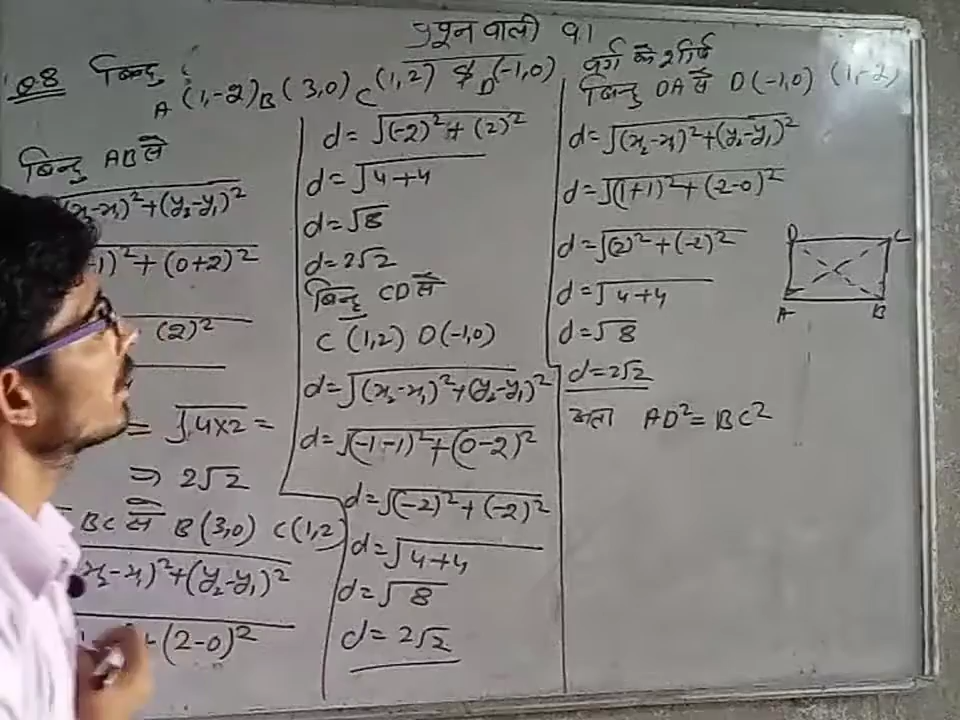 प्रश्न वाली 91
Q.8 बिन्दु A (1,-2) B (3,0) C (1,2) D (-1,0) वर्ग के शीर्ष
बिन्दु AB से
(x₂-x₁)²+(y₂-y₁)²
-1)²+(0+2)²
(2)²
= √4×2 =
⇒ 2√2
BC से B(3,0) C(1,2)
x₂-x₁)²+(y₂-y₁)²
+(2-0)²
d=√(-2)²+(2)²
d=√4+4
d=√8
d=2√2
बिन्दु CD से
C (1,2) D(-1,0)
d=√(x₂-x₁)²+(y₂-y₁)²
d=√(-1-1)²+(0-2)²
d=√(-2)²+(-2)²
d=√4+4
d=√8
d=2√2
बिन्दु DA से D(-1,0) (1,-2)
d=√(x₂-x₁)²+(y₂-y₁)²
d=√(1+1)²+(2-0)²
d=√(2)²+(-2)²
d=√4+4
d=√8
d=2√2
अतः AD²=BC²
D C
A B